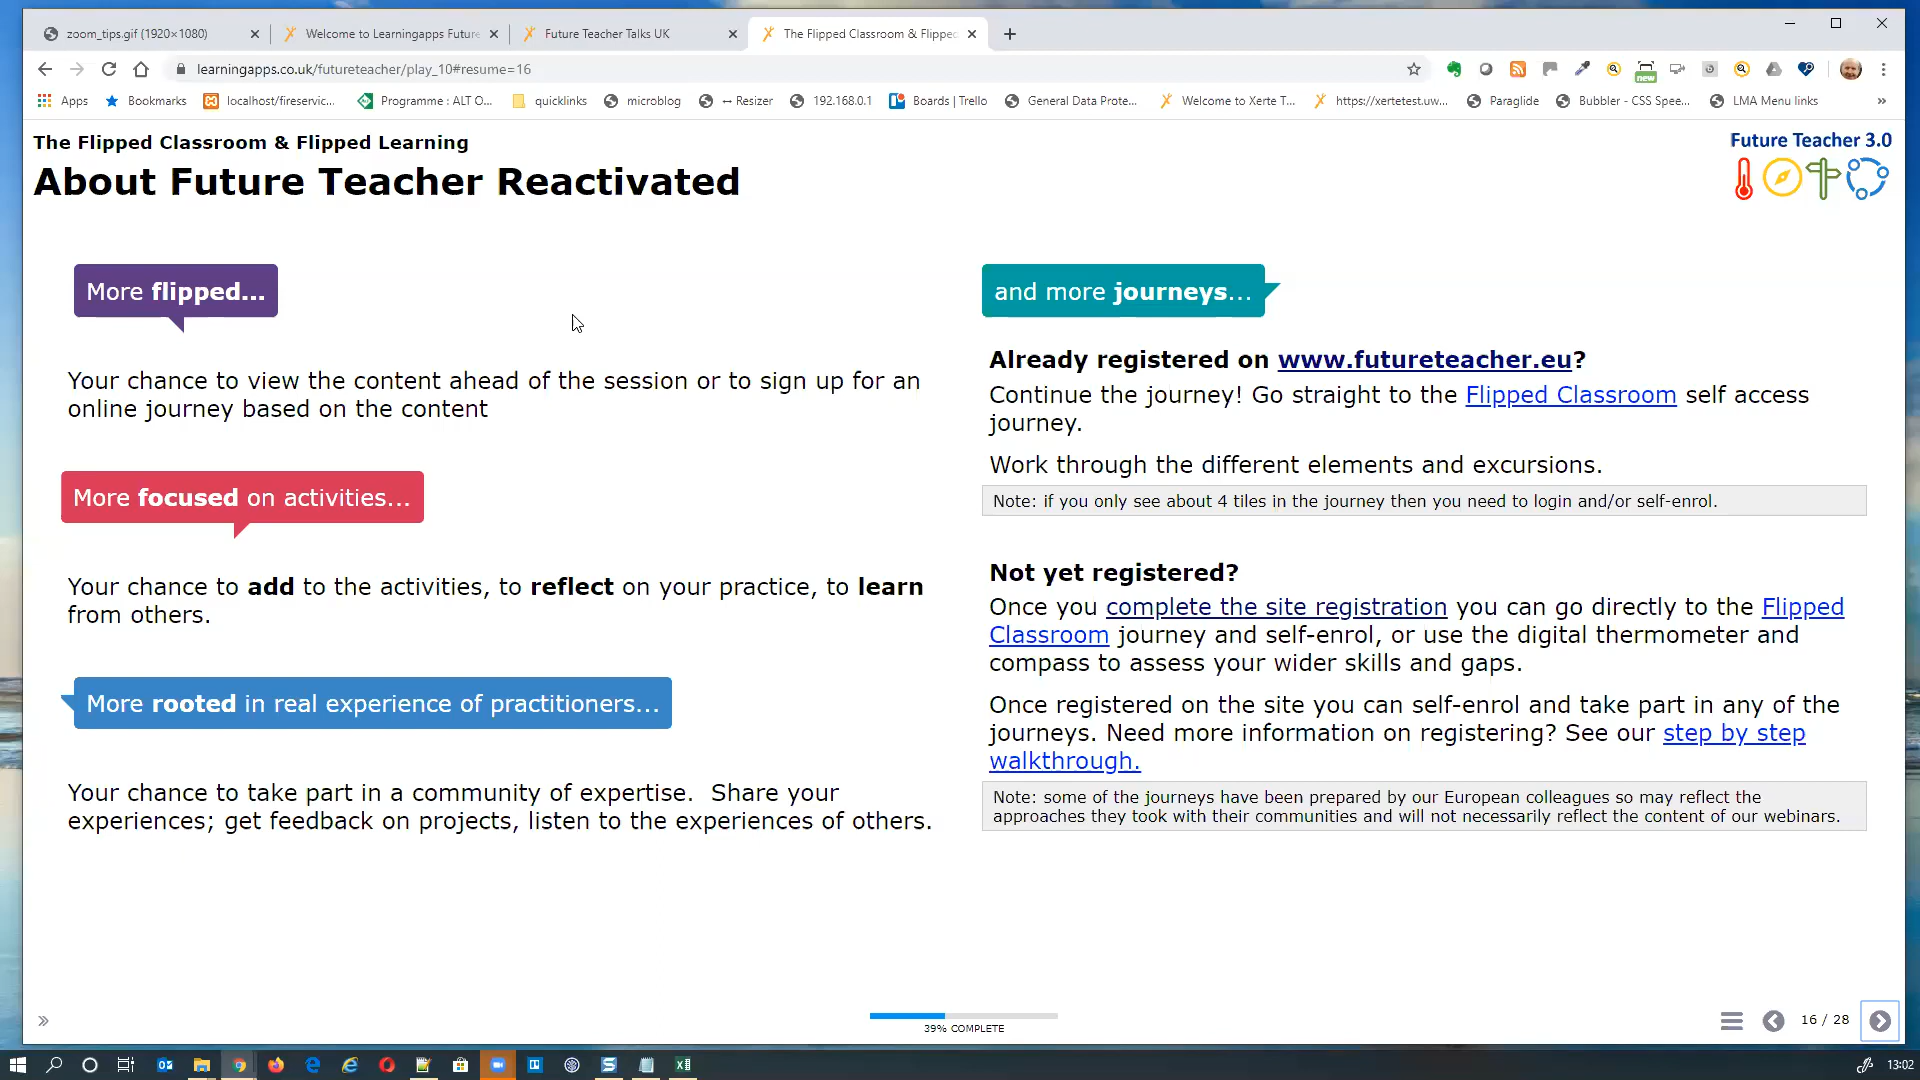 zoom_tips.gif (1920×1080)
Welcome to Learningapps Future
Future Teacher Talks UK
The Flipped Classroom & Flipped
learningapps.co.uk/futureteacher/play_10#resume=16
new
Apps
Bookmarks
localhost/fireservic...
Programme : ALT O...
quicklinks
microblog
↔ Resizer
192.168.0.1
Boards | Trello
General Data Prote...
Welcome to Xerte T...
https://xertetest.uw...
Paraglide
Bubbler - CSS Spee...
LMA Menu links
»
The Flipped Classroom & Flipped Learning
About Future Teacher Reactivated
Future Teacher 3.0
More flipped...
Your chance to view the content ahead of the session or to sign up for an
online journey based on the content
More focused on activities...
Your chance to add to the activities, to reflect on your practice, to learn
from others.
More rooted in real experience of practitioners...
Your chance to take part in a community of expertise.  Share your
experiences; get feedback on projects, listen to the experiences of others.
and more journeys...
Already registered on www.futureteacher.eu?
Continue the journey! Go straight to the Flipped Classroom self access
journey.
Work through the different elements and excursions.
Note: if you only see about 4 tiles in the journey then you need to login and/or self-enrol.
Not yet registered?
Once you complete the site registration you can go directly to the Flipped
Classroom journey and self-enrol, or use the digital thermometer and
compass to assess your wider skills and gaps.
Once registered on the site you can self-enrol and take part in any of the
journeys. Need more information on registering? See our step by step
walkthrough.
Note: some of the journeys have been prepared by our European colleagues so may reflect the
approaches they took with their communities and will not necessarily reflect the content of our webinars.
»
39% COMPLETE
16 / 28
13:02